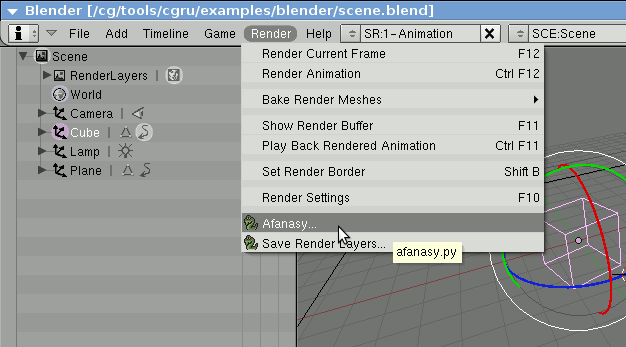 Blender [/cg/tools/cgru/examples/blender/scene.blend]
File Add Timeline Game Render Help SR:1-Animation SCE:Scene
Scene
RenderLayers
World
Camera
Cube
Lamp
Plane
Render Current Frame F12
Render Animation Ctrl F12
Bake Render Meshes
Show Render Buffer F11
Play Back Rendered Animation Ctrl F11
Set Render Border Shift B
Render Settings F10
Afanasy...
Save Render Layers...
afanasy.py